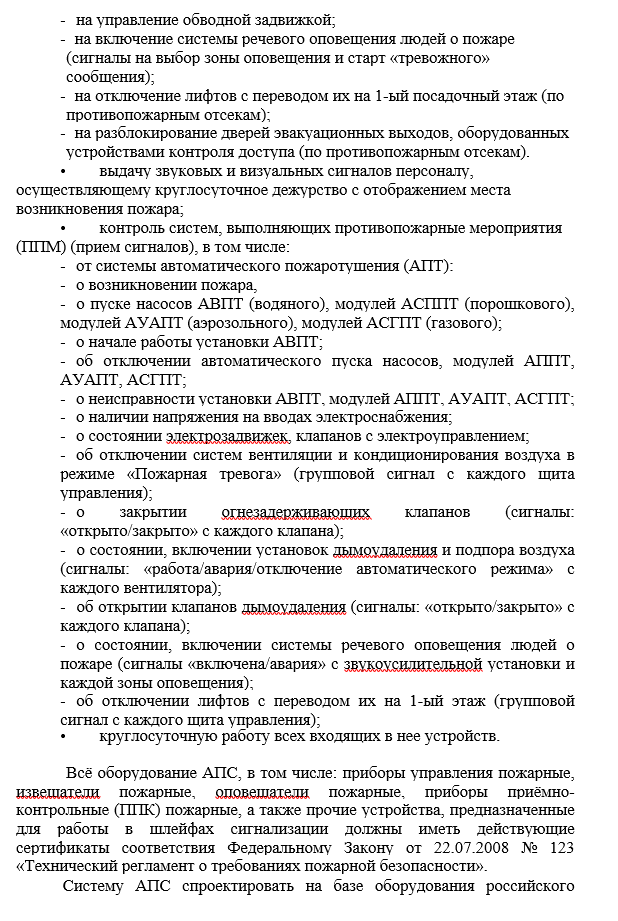 - на управление обводной задвижкой;
- на включение системы речевого оповещения людей о пожаре
(сигналы на выбор зоны оповещения и старт «тревожного»
сообщения);
- на отключение лифтов с переводом их на 1-ый посадочный этаж (по
противопожарным отсекам);
- на разблокирование дверей эвакуационных выходов, оборудованных
устройствами контроля доступа (по противопожарным отсекам).
• выдачу звуковых и визуальных сигналов персоналу,
осуществляющему круглосуточное дежурство с отображением места
возникновения пожара;
• контроль систем, выполняющих противопожарные мероприятия
(ППМ) (прием сигналов), в том числе:
- от системы автоматического пожаротушения (АПТ):
- о возникновении пожара,
- о пуске насосов АВПТ (водяного), модулей АСППТ (порошкового),
модулей АУАПТ (аэрозольного), модулей АСГПТ (газового);
- о начале работы установки АВПТ;
- об отключении автоматического пуска насосов, модулей АППТ,
АУАПТ, АСГПТ;
- о неисправности установки АВПТ, модулей АППТ, АУАПТ, АСГПТ;
- о наличии напряжения на вводах электроснабжения;
- о состоянии электрозадвижек, клапанов с электроуправлением;
- об отключении систем вентиляции и кондиционирования воздуха в
режиме «Пожарная тревога» (групповой сигнал с каждого щита
управления);
- о закрытии огнезадерживающих клапанов (сигналы:
«открыто/закрыто» с каждого клапана);
- о состоянии, включении установок дымоудаления и подпора воздуха
(сигналы: «работа/авария/отключение автоматического режима» с
каждого вентилятора);
- об открытии клапанов дымоудаления (сигналы: «открыто/закрыто» с
каждого клапана);
- о состоянии, включении системы речевого оповещения людей о
пожаре (сигналы «включена/авария» с звукоусилительной установки и
каждой зоны оповещения);
- об отключении лифтов с переводом их на 1-ый этаж (групповой
сигнал с каждого щита управления);
• круглосуточную работу всех входящих в нее устройств.
Всё оборудование АПС, в том числе: приборы управления пожарные,
извещатели пожарные, оповещатели пожарные, приборы приёмно-
контрольные (ППК) пожарные, а также прочие устройства, предназначенные
для работы в шлейфах сигнализации должны иметь действующие
сертификаты соответствия Федеральному Закону от 22.07.2008 № 123
«Технический регламент о требованиях пожарной безопасности».
Систему АПС спроектировать на базе оборудования российского